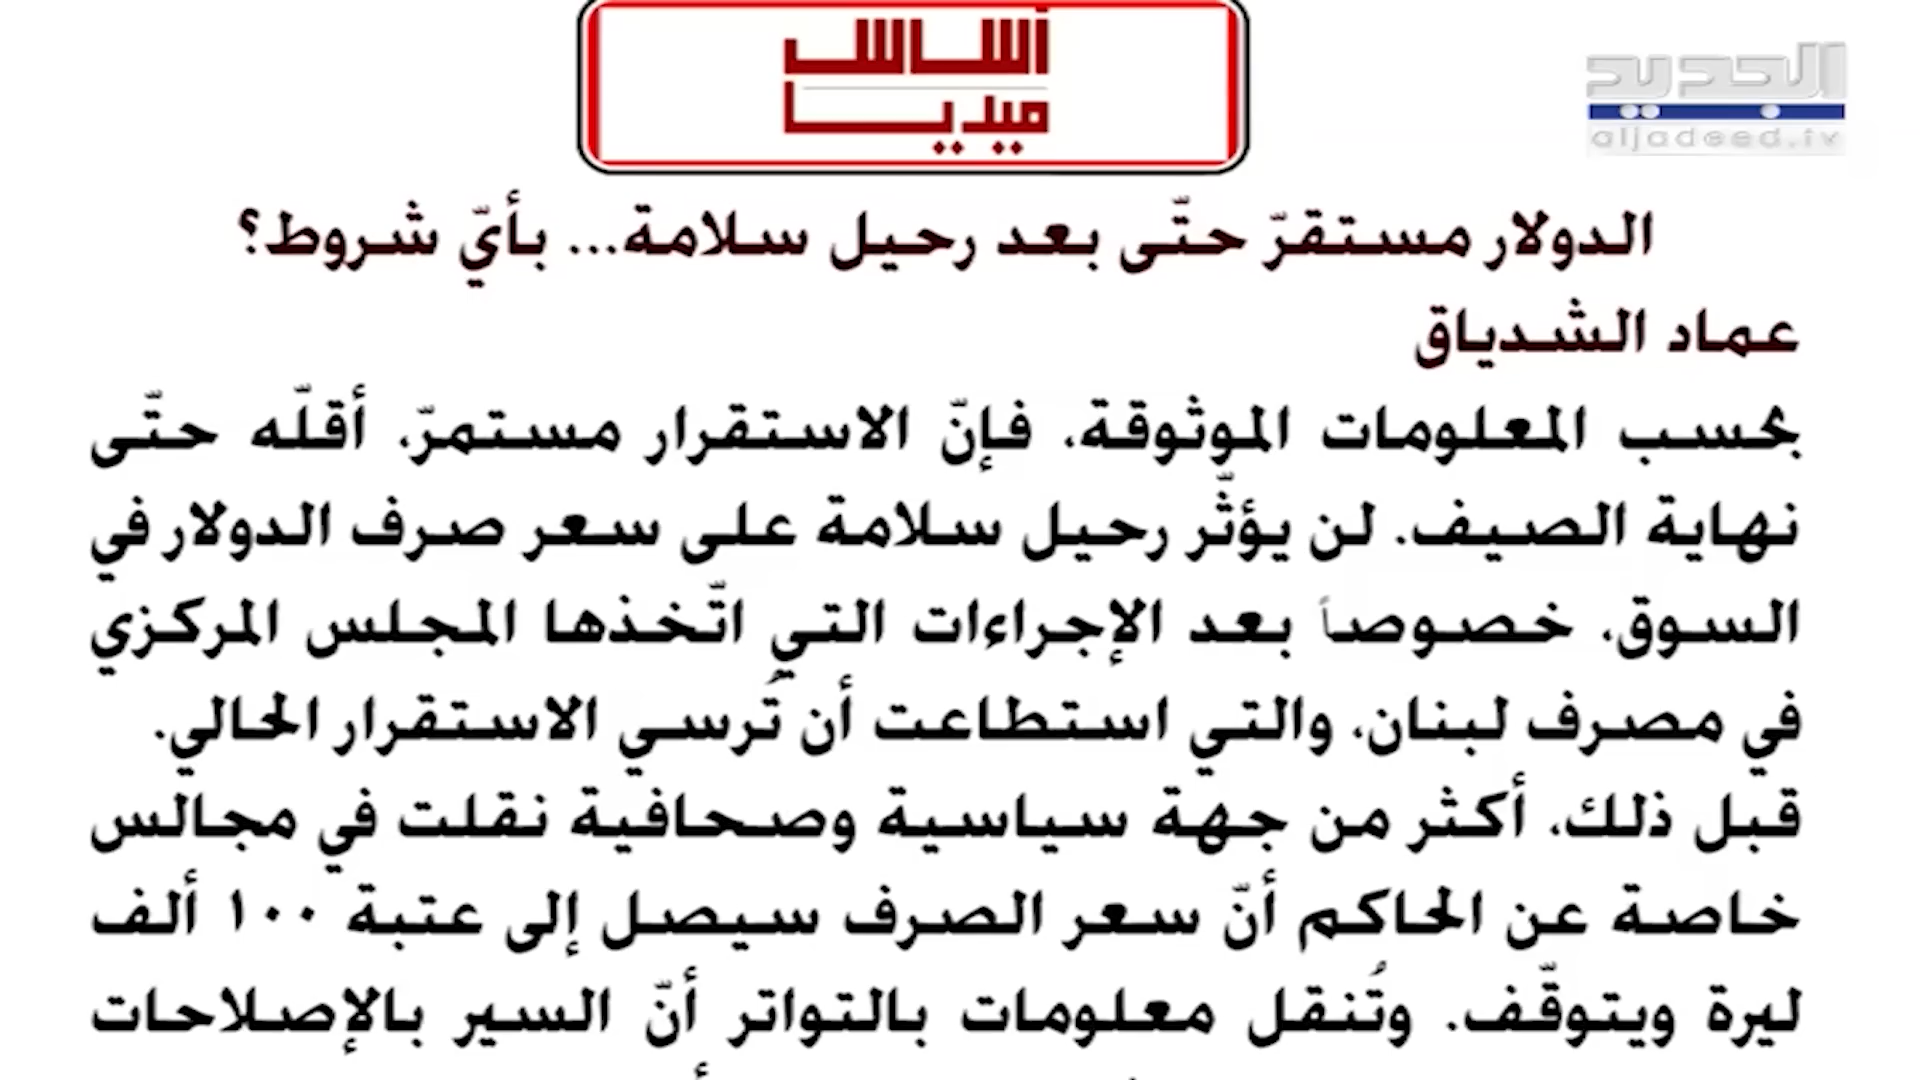 أساس
ميديا
الجديد
aljadeed.tv
الدولار مستقرّ حتّى بعد رحيل سلامة... بأيّ شروط؟
عماد الشدياق
بحسب المعلومات الموثوقة، فإنّ الاستقرار مستمرّ، أقلّه حتّى
نهاية الصيف. لن يؤثّر رحيل سلامة على سعر صرف الدولار في
السوق، خصوصاً بعد الإجراءات التي اتّخذها المجلس المركزي
في مصرف لبنان، والتي استطاعت أن تُرسي الاستقرار الحالي.
قبل ذلك، أكثر من جهة سياسية وصحافية نقلت في مجالس
خاصة عن الحاكم أنّ سعر الصرف سيصل إلى عتبة ١٠٠ ألف
ليرة ويتوقّف. وتُنقل معلومات بالتواتر أنّ السير بالإصلاحات